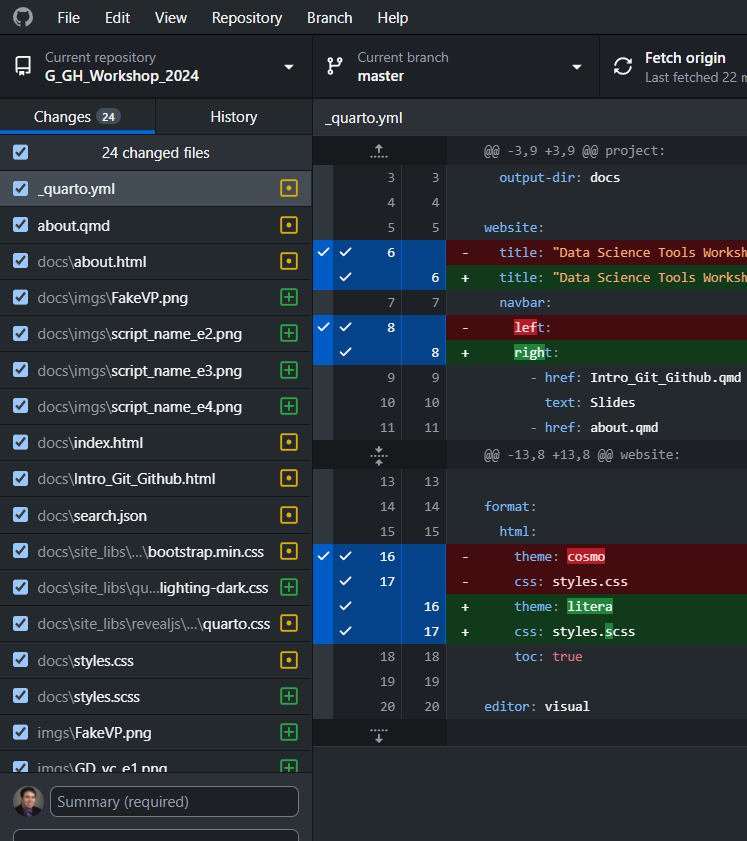 File Edit View Repository Branch Help
Current repository
G_GH_Workshop_2024
Current branch
master
Fetch origin
Last fetched 22
Changes 24
History
24 changed files
_quarto.yml
about.qmd
docs\about.html
docs\imgs\FakeVP.png
docs\imgs\script_name_e2.png
docs\imgs\script_name_e3.png
docs\imgs\script_name_e4.png
docs\index.html
docs\Intro_Git_Github.html
docs\search.json
docs\site_libs\...\bootstrap.min.css
docs\site_libs\qu...lighting-dark.css
docs\site_libs\revealjs\...\quarto.css
docs\styles.css
docs\styles.scss
imgs\FakeVP.png
imgs\GD_vc_e1.png
Summary (required)
_quarto.yml
@@ -3,9 +3,9 @@ project:
3 3 output-dir: docs
4 4
5 5 website:
6 - title: "Data Science Tools Worksh
6 + title: "Data Science Tools Worksh
7 7 navbar:
8 - left:
8 + right:
9 9 - href: Intro_Git_Github.qmd
10 10 text: Slides
11 11 - href: about.qmd
@@ -13,8 +13,8 @@ website:
13 13
14 14 format:
15 15 html:
16 - theme: cosmo
17 - css: styles.css
16 + theme: litera
17 + css: styles.scss
18 18 toc: true
19 19
20 20 editor: visual